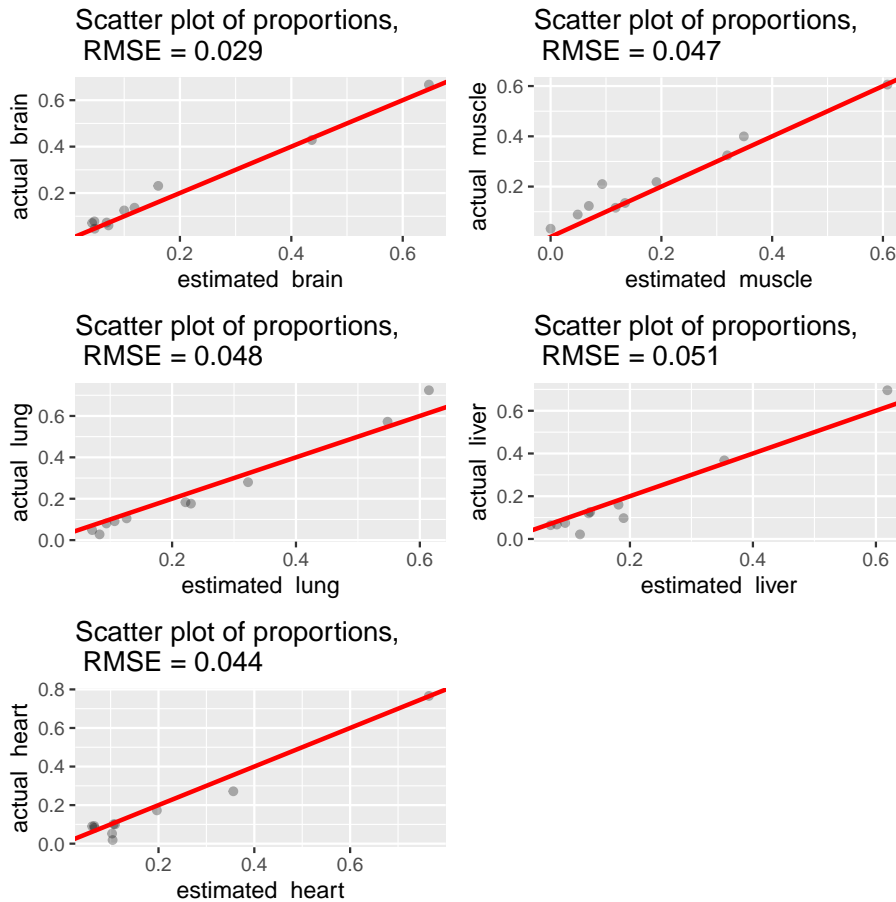 Scatter plot of proportions,
RMSE = 0.029
0.6
0.4
0.2
actual brain
0.2 0.4 0.6
estimated brain
Scatter plot of proportions,
RMSE = 0.047
0.6
0.4
0.2
actual muscle
0.0 0.2 0.4 0.6
estimated muscle
Scatter plot of proportions,
RMSE = 0.048
0.6
0.4
0.2
0.0
actual lung
0.2 0.4 0.6
estimated lung
Scatter plot of proportions,
RMSE = 0.051
0.6
0.4
0.2
0.0
actual liver
0.2 0.4 0.6
estimated liver
Scatter plot of proportions,
RMSE = 0.044
0.8
0.6
0.4
0.2
0.0
actual heart
0.2 0.4 0.6
estimated heart